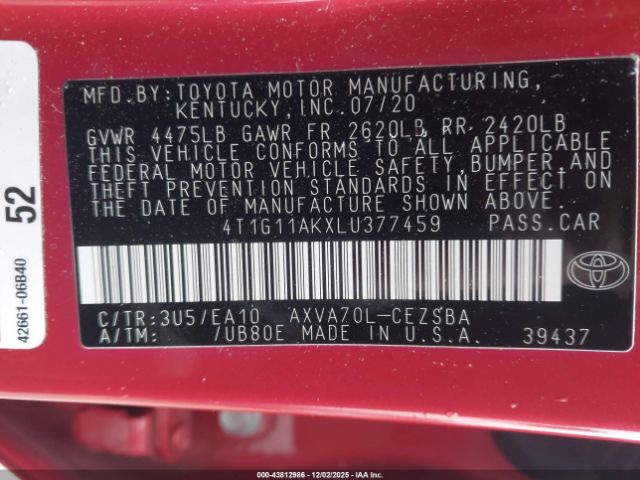 MFD.BY:TOYOTA MOTOR MANUFACTURING,
KENTUCKY,INC.07/20
GVWR 4475LB GAWR FR 2620LB, RR 2420LB
THIS VEHICLE CONFORMS TO ALL APPLICABLE
FEDERAL MOTOR VEHICLE SAFETY,BUMPER,AND
THEFT PREVENTION STANDARDS IN EFFECT ON
THE DATE OF MANUFACTURE SHOWN ABOVE.
4T1G11AKXLU377459 PASS.CAR
C/TR:3U5/EA10 AXVA70L-CEZSBA
A/TM: /UB80E MADE IN U.S.A. 39437
52
42661-06B40
000-43812986 - 12/02/2025 - IAAI.COM